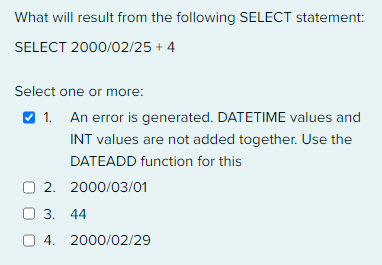 What will result from the following SELECT statement:
SELECT 2000/02/25 + 4
Select one or more:
1. An error is generated. DATETIME values and
INT values are not added together. Use the
DATEADD function for this
2. 2000/03/01
3. 44
4. 2000/02/29